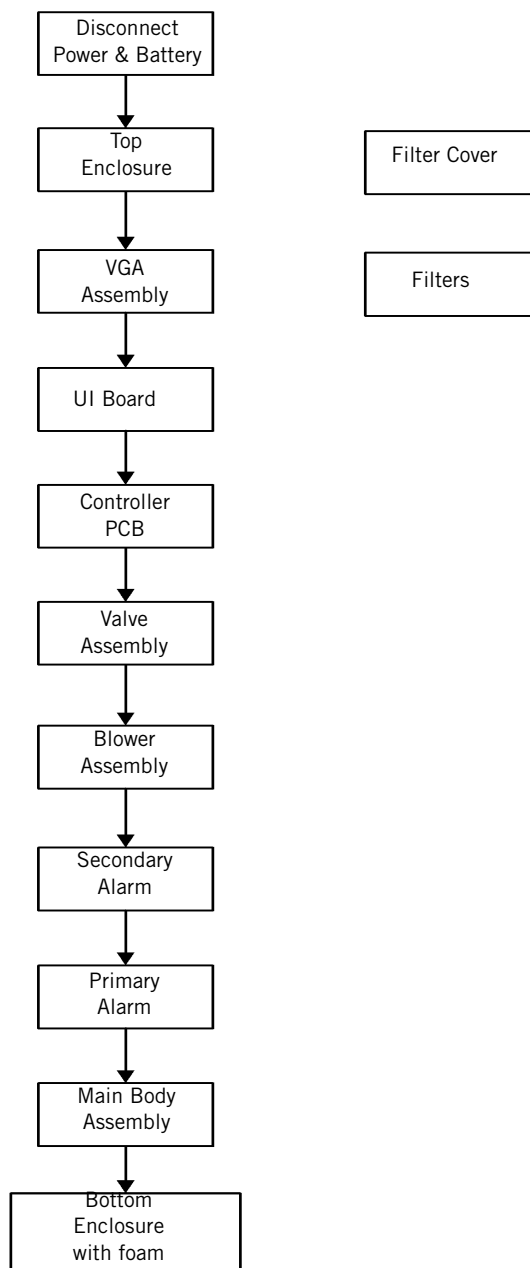 Disconnect
Power & Battery
Top
Enclosure
Filter Cover
VGA
Assembly
Filters
UI Board
Controller
PCB
Valve
Assembly
Blower
Assembly
Secondary
Alarm
Primary
Alarm
Main Body
Assembly
Bottom
Enclosure
with foam